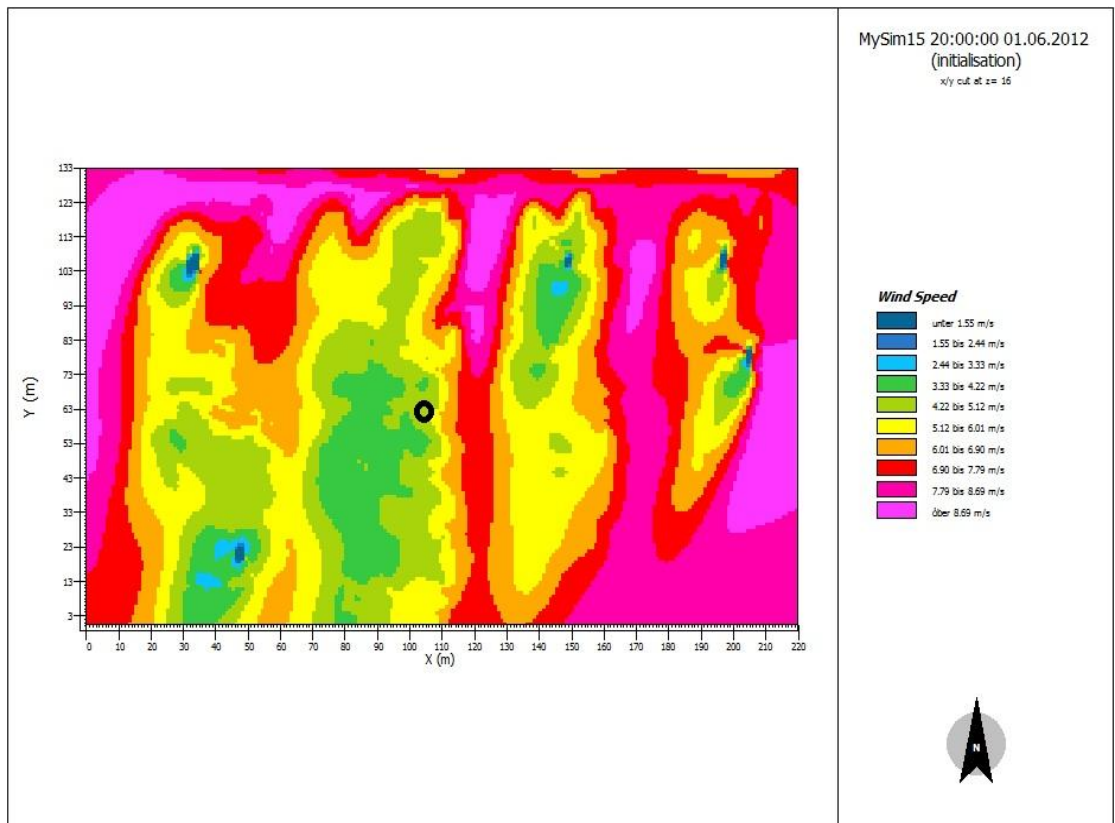 MySim15 20:00:00 01.06.2012
(initialisation)
x/y cut at z= 16
133
123
113
103
93
83
73
63
53
43
33
23
13
3
Y (m)
0 10 20 30 40 50 60 70 80 90 100 110 120 130 140 150 160 170 180 190 200 210 220
X (m)
Wind Speed
unter 1.55 m/s
1.55 bis 2.44 m/s
2.44 bis 3.33 m/s
3.33 bis 4.22 m/s
4.22 bis 5.12 m/s
5.12 bis 6.01 m/s
6.01 bis 6.90 m/s
6.90 bis 7.79 m/s
7.79 bis 8.69 m/s
òber 8.69 m/s
N